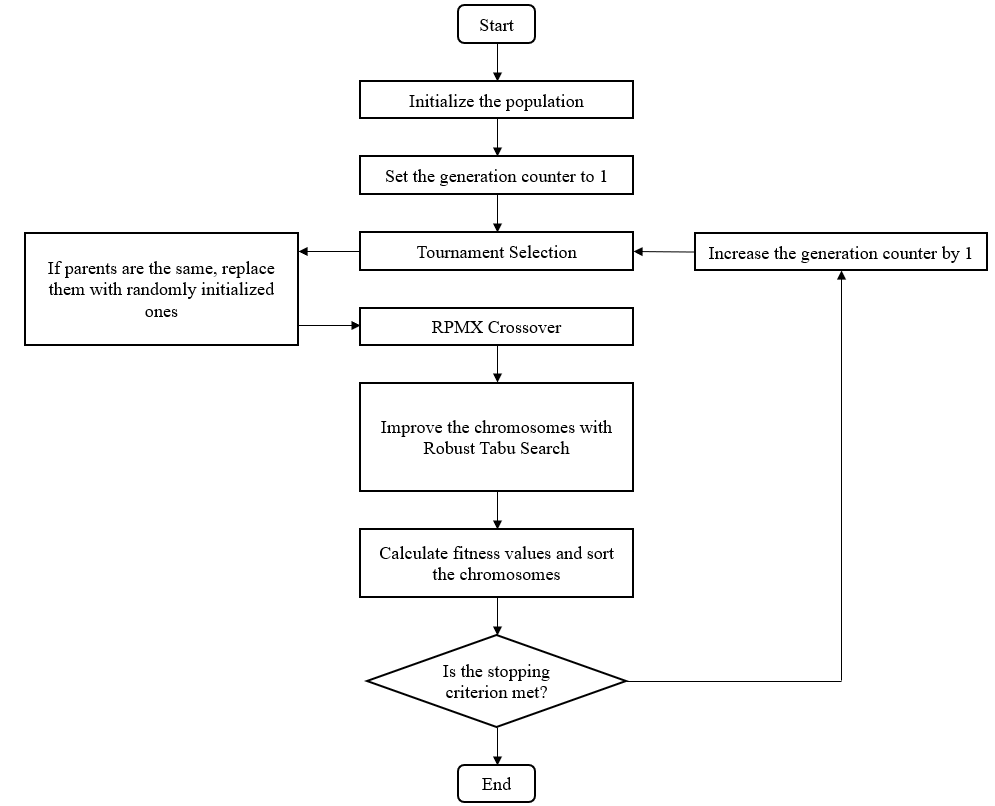 Start
Initialize the population
Set the generation counter to 1
Tournament Selection
Increase the generation counter by 1
If parents are the same, replace
them with randomly initialized
ones
RPMX Crossover
Improve the chromosomes with
Robust Tabu Search
Calculate fitness values and sort
the chromosomes
Is the stopping
criterion met?
End